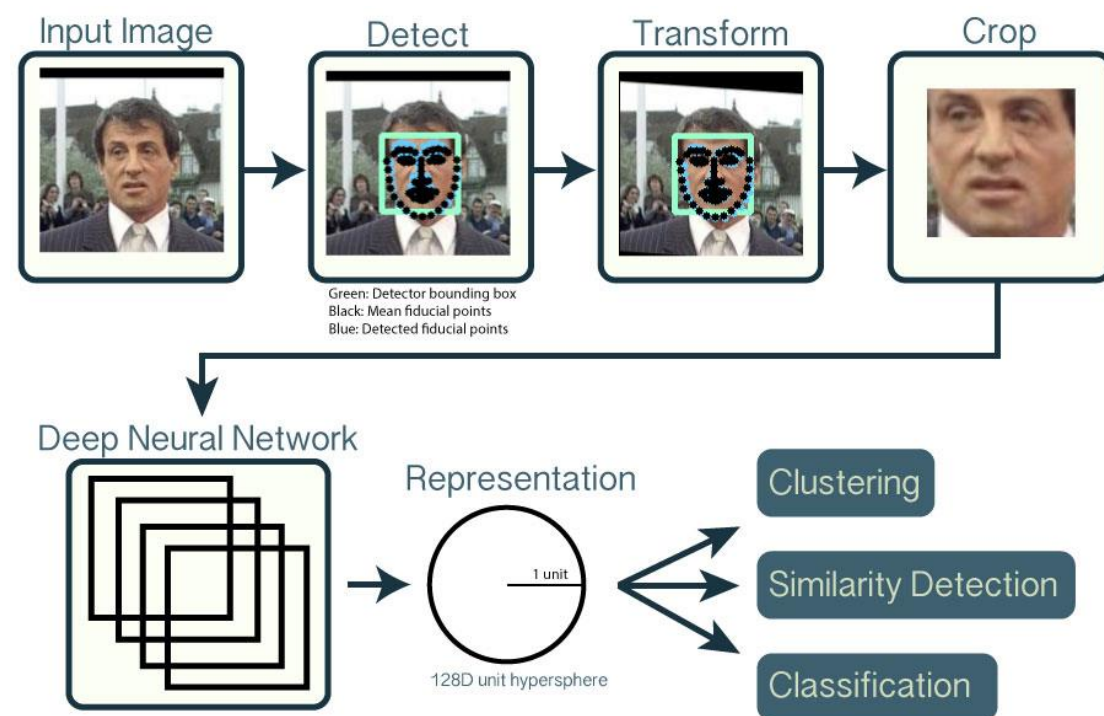 Input Image
Detect
Transform
Crop
Green: Detector bounding box
Black: Mean fiducial points
Blue: Detected fiducial points
Deep Neural Network
Representation
1 unit
128D unit hypersphere
Clustering
Similarity Detection
Classification